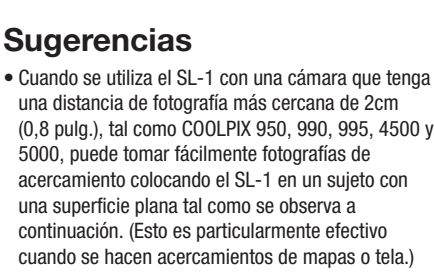 Sugerencias
• Cuando se utiliza el SL-1 con una cámara que tenga
una distancia de fotografía más cercana de 2cm
(0,8 pulg.), tal como COOLPIX 950, 990, 995, 4500 y
5000, puede tomar fácilmente fotografías de
acercamiento colocando el SL-1 en un sujeto con
una superficie plana tal como se observa a
continuación. (Esto es particularmente efectivo
cuando se hacen acercamientos de mapas o tela.)